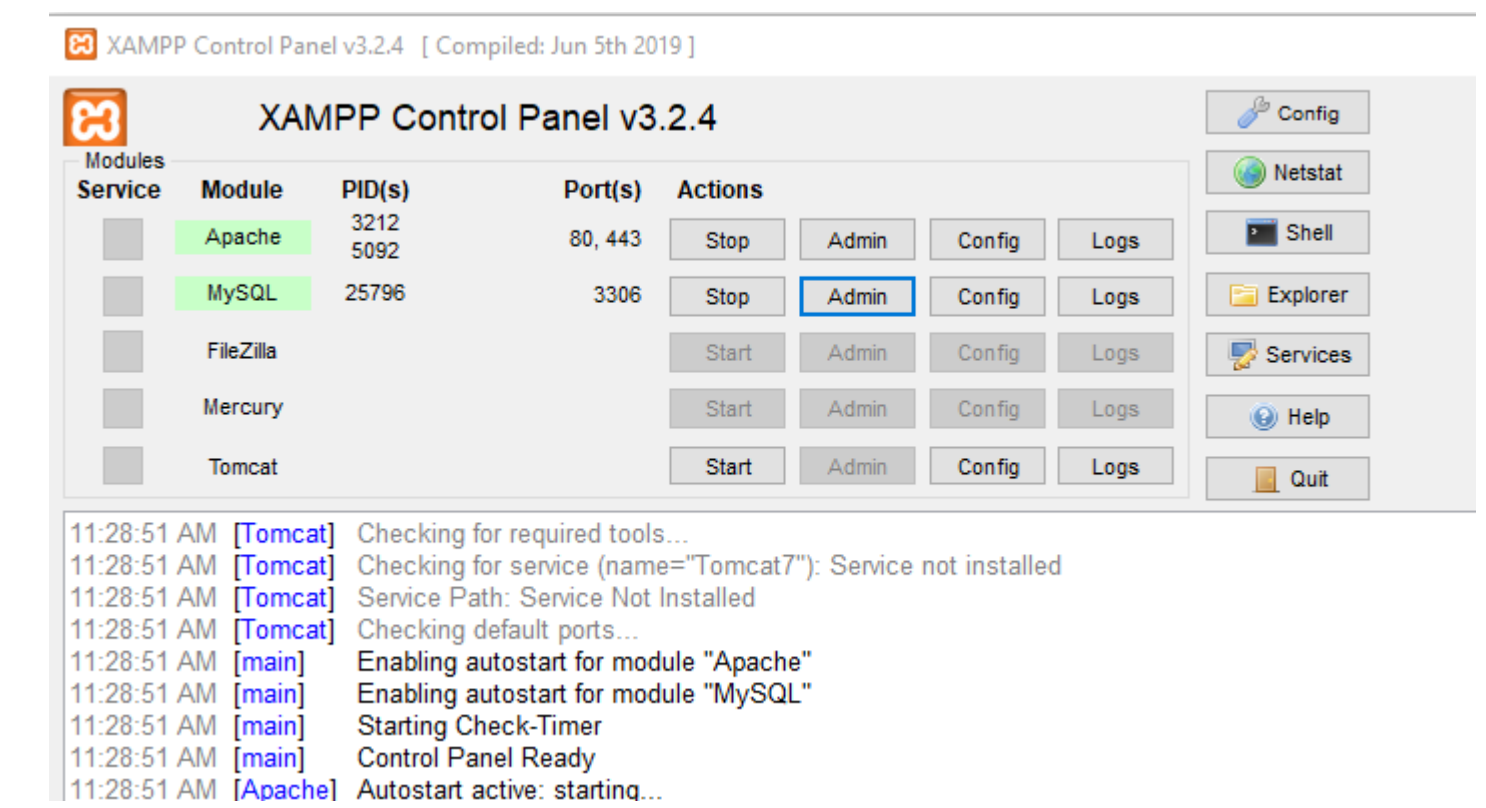 XAMPP Control Panel v3.2.4 [ Compiled: Jun 5th 2019 ]
XAMPP Control Panel v3.2.4
Config
Modules
Netstat
Service Module PID(s) Port(s) Actions
Apache 3212 5092 80, 443 Stop Admin Config Logs
Shell
MySQL 25796 3306 Stop Admin Config Logs
Explorer
FileZilla Start Admin Config Logs
Services
Mercury Start Admin Config Logs
Help
Tomcat Start Admin Config Logs
Quit
11:28:51 AM [Tomcat] Checking for required tools...
11:28:51 AM [Tomcat] Checking for service (name="Tomcat7"): Service not installed
11:28:51 AM [Tomcat] Service Path: Service Not Installed
11:28:51 AM [Tomcat] Checking default ports...
11:28:51 AM [main] Enabling autostart for module "Apache"
11:28:51 AM [main] Enabling autostart for module "MySQL"
11:28:51 AM [main] Starting Check-Timer
11:28:51 AM [main] Control Panel Ready
11:28:51 AM [Apache] Autostart active: starting...